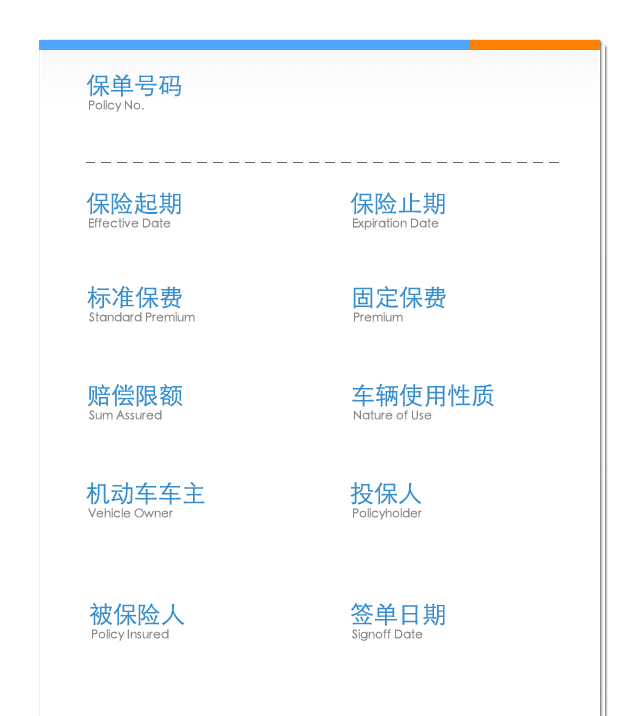 保单号码
Policy No.
保险起期
Effective Date
保险止期
Expiration Date
标准保费
Standard Premium
固定保费
Premium
赔偿限额
Sum Assured
车辆使用性质
Nature of Use
机动车车主
Vehicle Owner
投保人
Policyholder
被保险人
Policy Insured
签单日期
Signoff Date